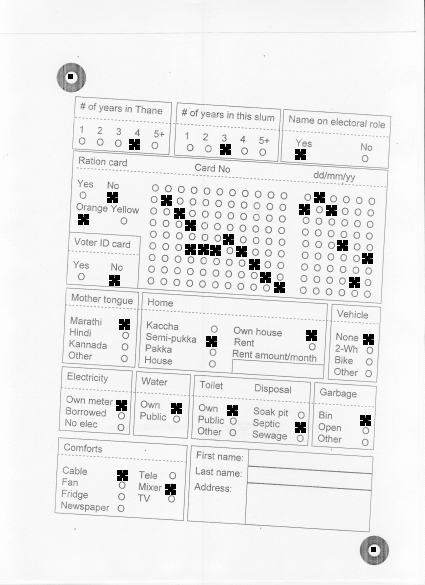 # of years in Thane
1 2 3 4 5+
# of years in this slum
1 2 3 4 5+
Name on electoral role
Yes No
Ration card
Card No
dd/mm/yy
Yes No
Orange Yellow
Voter ID card
Yes No
Mother tongue
Marathi
Hindi
Kannada
Other
Home
Kaccha
Semi-pukka
Pakka
House
Own house
Rent
Rent amount/month
Vehicle
None
2-Wh
Bike
Other
Electricity
Own meter
Borrowed
No elec
Water
Own
Public
Toilet
Disposal
Own
Public
Other
Soak pit
Septic
Sewage
Garbage
Bin
Open
Other
Comforts
Cable
Fan
Fridge
Newspaper
Tele
Mixer
TV
First name:
Last name:
Address: